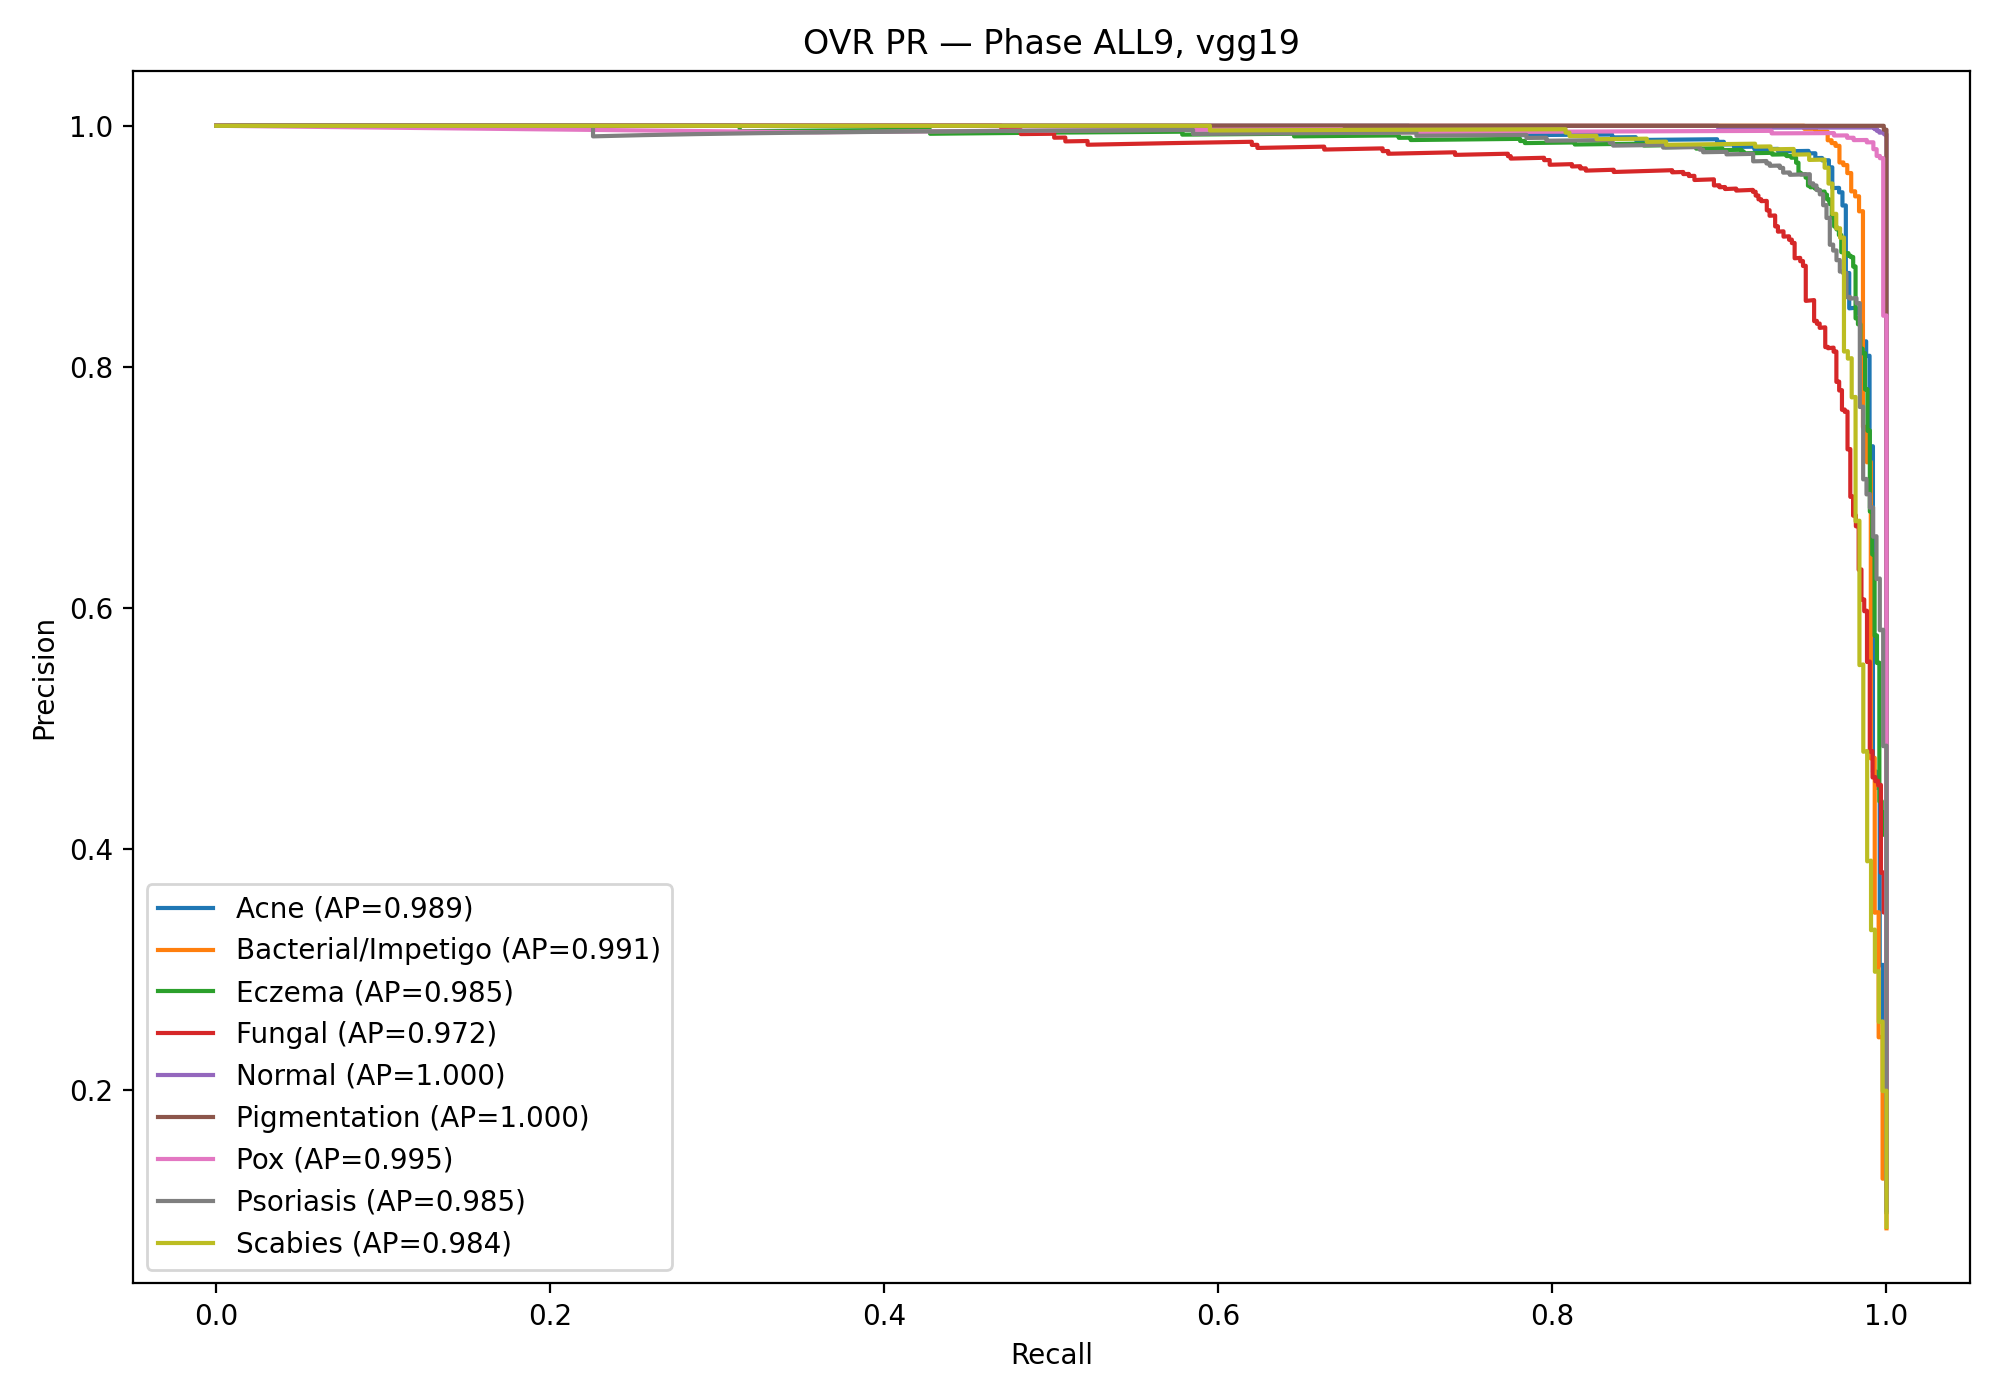 OVR PR — Phase ALL9, vgg19
1.0
0.8
0.6
0.4
0.2
Precision
Acne (AP=0.989)
Bacterial/Impetigo (AP=0.991)
Eczema (AP=0.985)
Fungal (AP=0.972)
Normal (AP=1.000)
Pigmentation (AP=1.000)
Pox (AP=0.995)
Psoriasis (AP=0.985)
Scabies (AP=0.984)
0.0 0.2 0.4 0.6 0.8 1.0
Recall